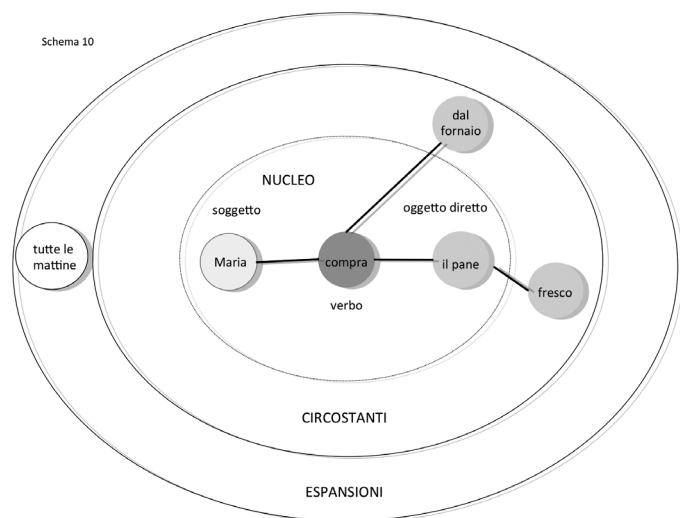 Schema 10
dal
fornaio
NUCLEO
soggetto
oggetto diretto
tutte le
mattine
Maria
compra
il pane
fresco
verbo
CIRCOSTANTI
ESPANSIONI